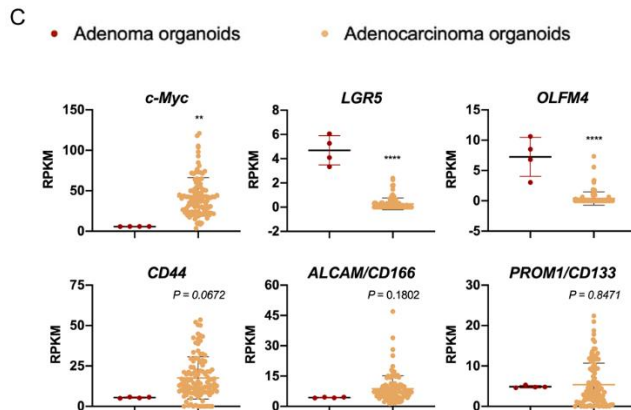 C
Adenoma organoids
Adenocarcinoma organoids
c-Myc
LGR5
OLFM4
RPKM
150
100
50
0
**
RPKM
8
6
4
2
0
-2
****
RPKM
15
10
5
0
-5
****
CD44
ALCAM/CD166
PROM1/CD133
RPKM
75
50
25
0
P = 0.0672
RPKM
60
45
30
15
0
P = 0.1802
RPKM
30
20
10
0
P = 0.8471